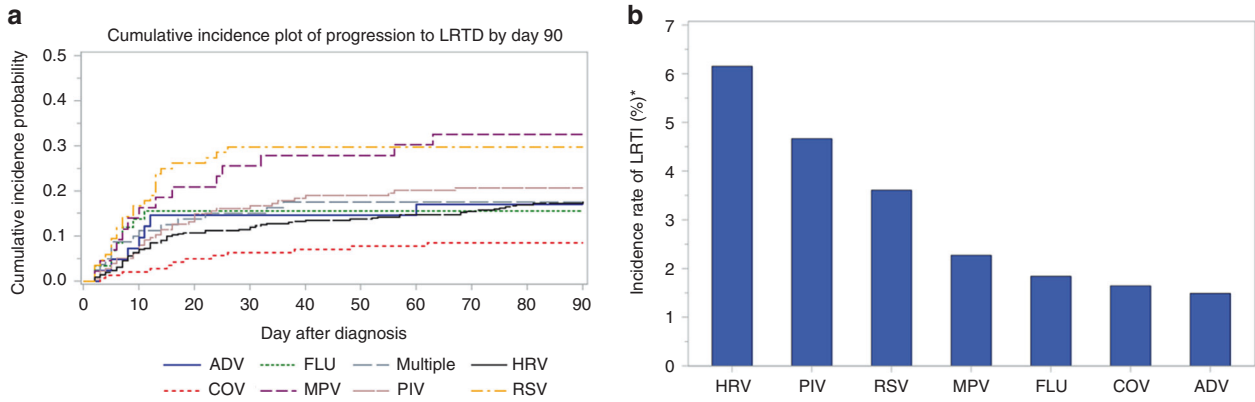 a
Cumulative incidence plot of progression to LRTD by day 90
Cumulative incidence probability
0.5
0.4
0.3
0.2
0.1
0.0
0 10 20 30 40 50 60 70 80 90
Day after diagnosis
ADV FLU Multiple HRV
COV MPV PIV RSV
b
Incidence rate of LRTI (%)*
7
6
5
4
3
2
1
0
HRV PIV RSV MPV FLU COV ADV